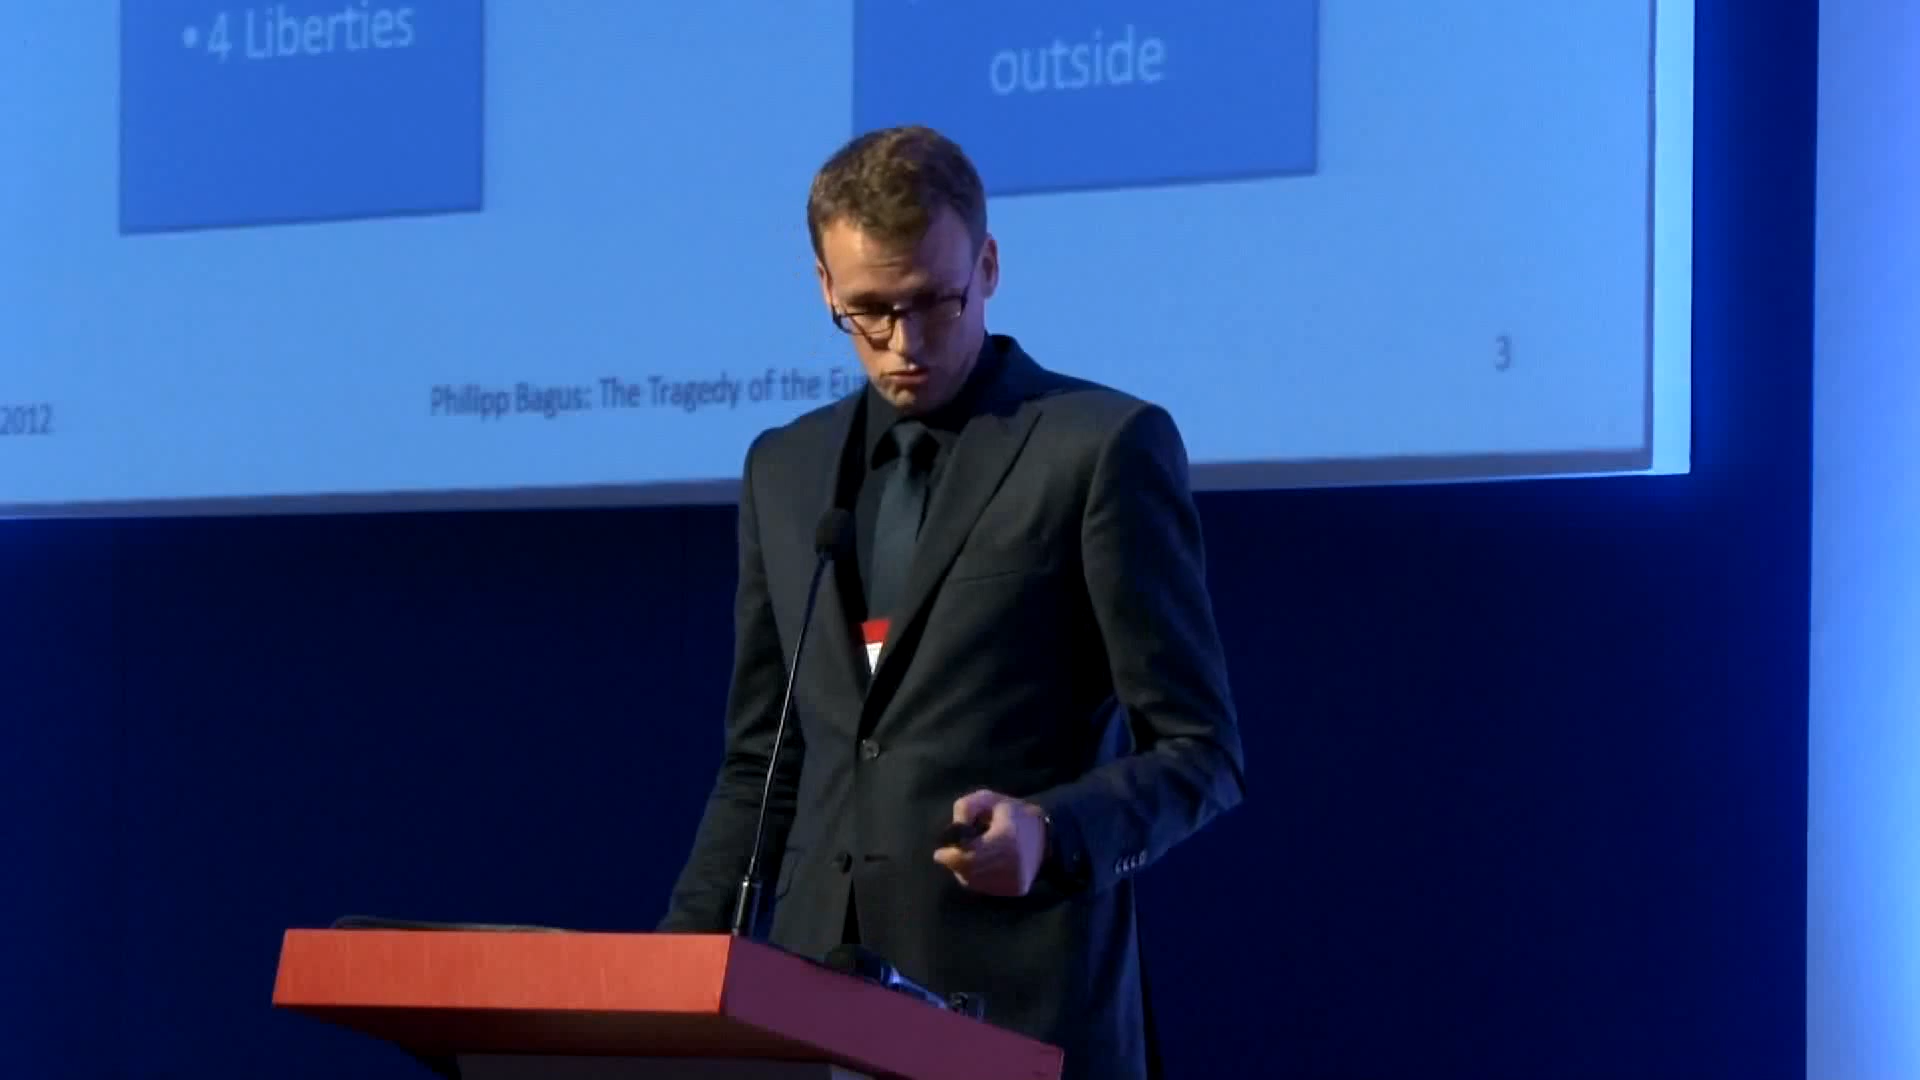 • 4 Liberties
outside
3
Philipp Bagus: The Tragedy of the Eu
2012